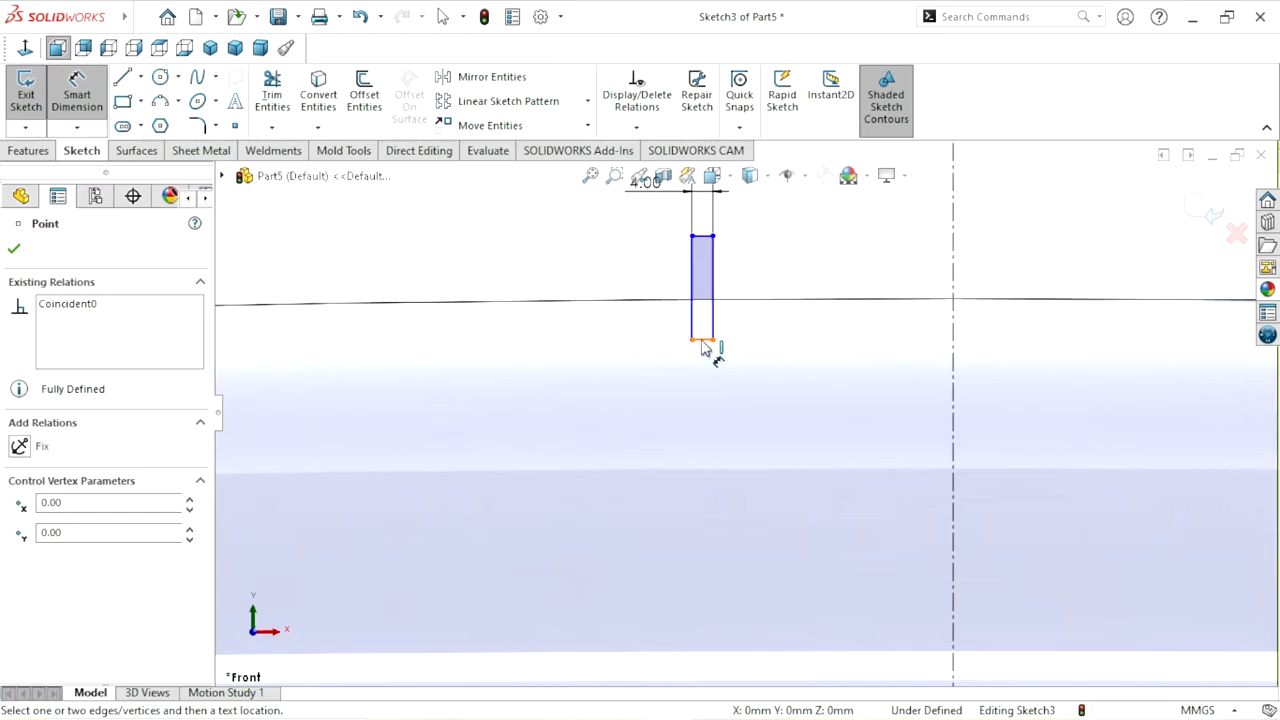 SOLIDWORKS
Sketch3 of Part5 *
Search Commands
Exit Sketch
Smart Dimension
Trim Entities
Convert Entities
Offset Entities
Offset On Surface
Mirror Entities
Linear Sketch Pattern
Move Entities
Display/Delete Relations
Repair Sketch
Quick Snaps
Rapid Sketch
Instant2D
Shaded Sketch Contours
Features
Sketch
Surfaces
Sheet Metal
Weldments
Mold Tools
Direct Editing
Evaluate
SOLIDWORKS Add-Ins
SOLIDWORKS CAM
Part5 (Default) <<Default...
4.00
Point
Existing Relations
Coincident0
Fully Defined
Add Relations
Fix
Control Vertex Parameters
x
0.00
Y
0.00
Y
X
*Front
Model
3D Views
Motion Study 1
Select one or two edges/vertices and then a text location.
X: 0mm Y: 0mm Z: 0mm
Under Defined
Editing Sketch3
MMGS